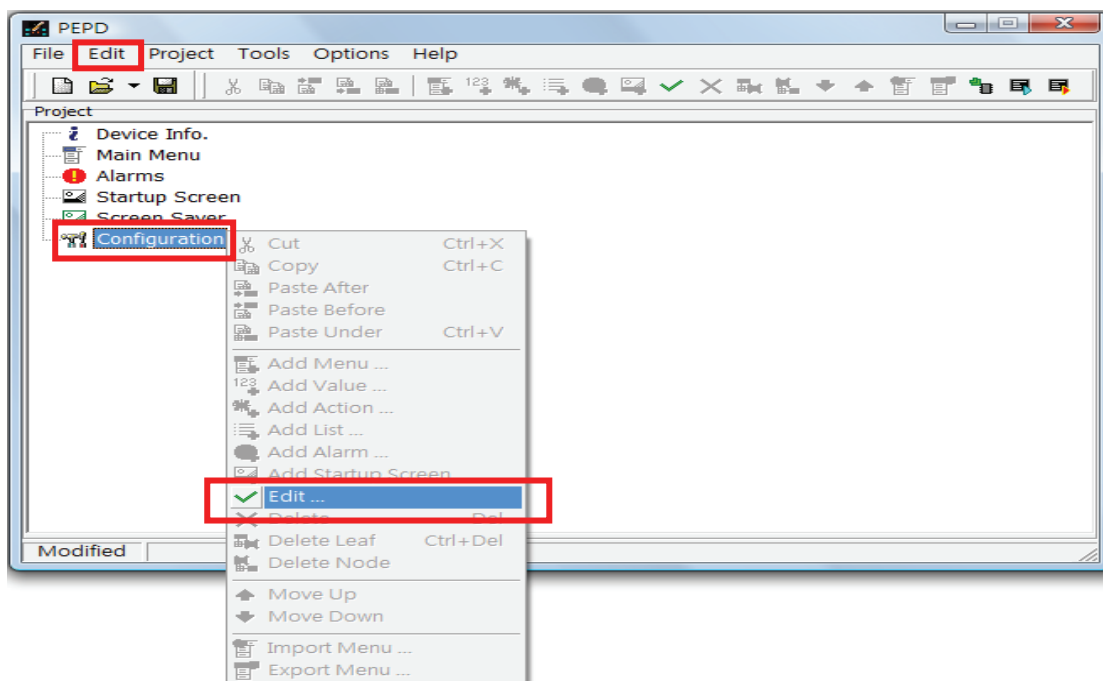 PEPD
File Edit Project Tools Options Help
123
Project
Device Info.
Main Menu
Alarms
Startup Screen
Screen Saver
Configuration
Cut Ctrl+X
Copy Ctrl+C
Paste After
Paste Before
Paste Under Ctrl+V
Add Menu ...
123 Add Value ...
Add Action ...
Add List ...
Add Alarm ...
Add Startup Screen
Edit ...
Delete Del
Delete Leaf Ctrl+Del
Delete Node
Move Up
Move Down
Import Menu ...
Export Menu ...
Modified